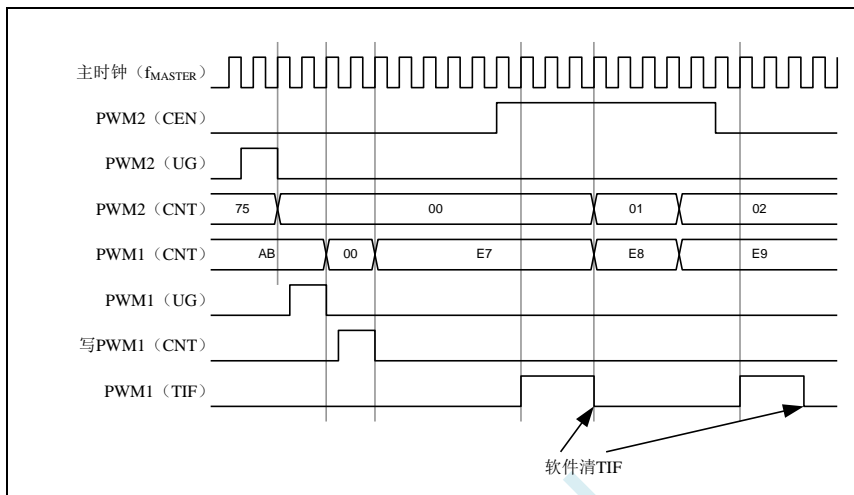 主时钟（fMASTER）
PWM2（CEN）
PWM2（UG）
PWM2（CNT） 75 00 01 02
PWM1（CNT） AB 00 E7 E8 E9
PWM1（UG）
写PWM1（CNT）
PWM1（TIF）
软件清TIF